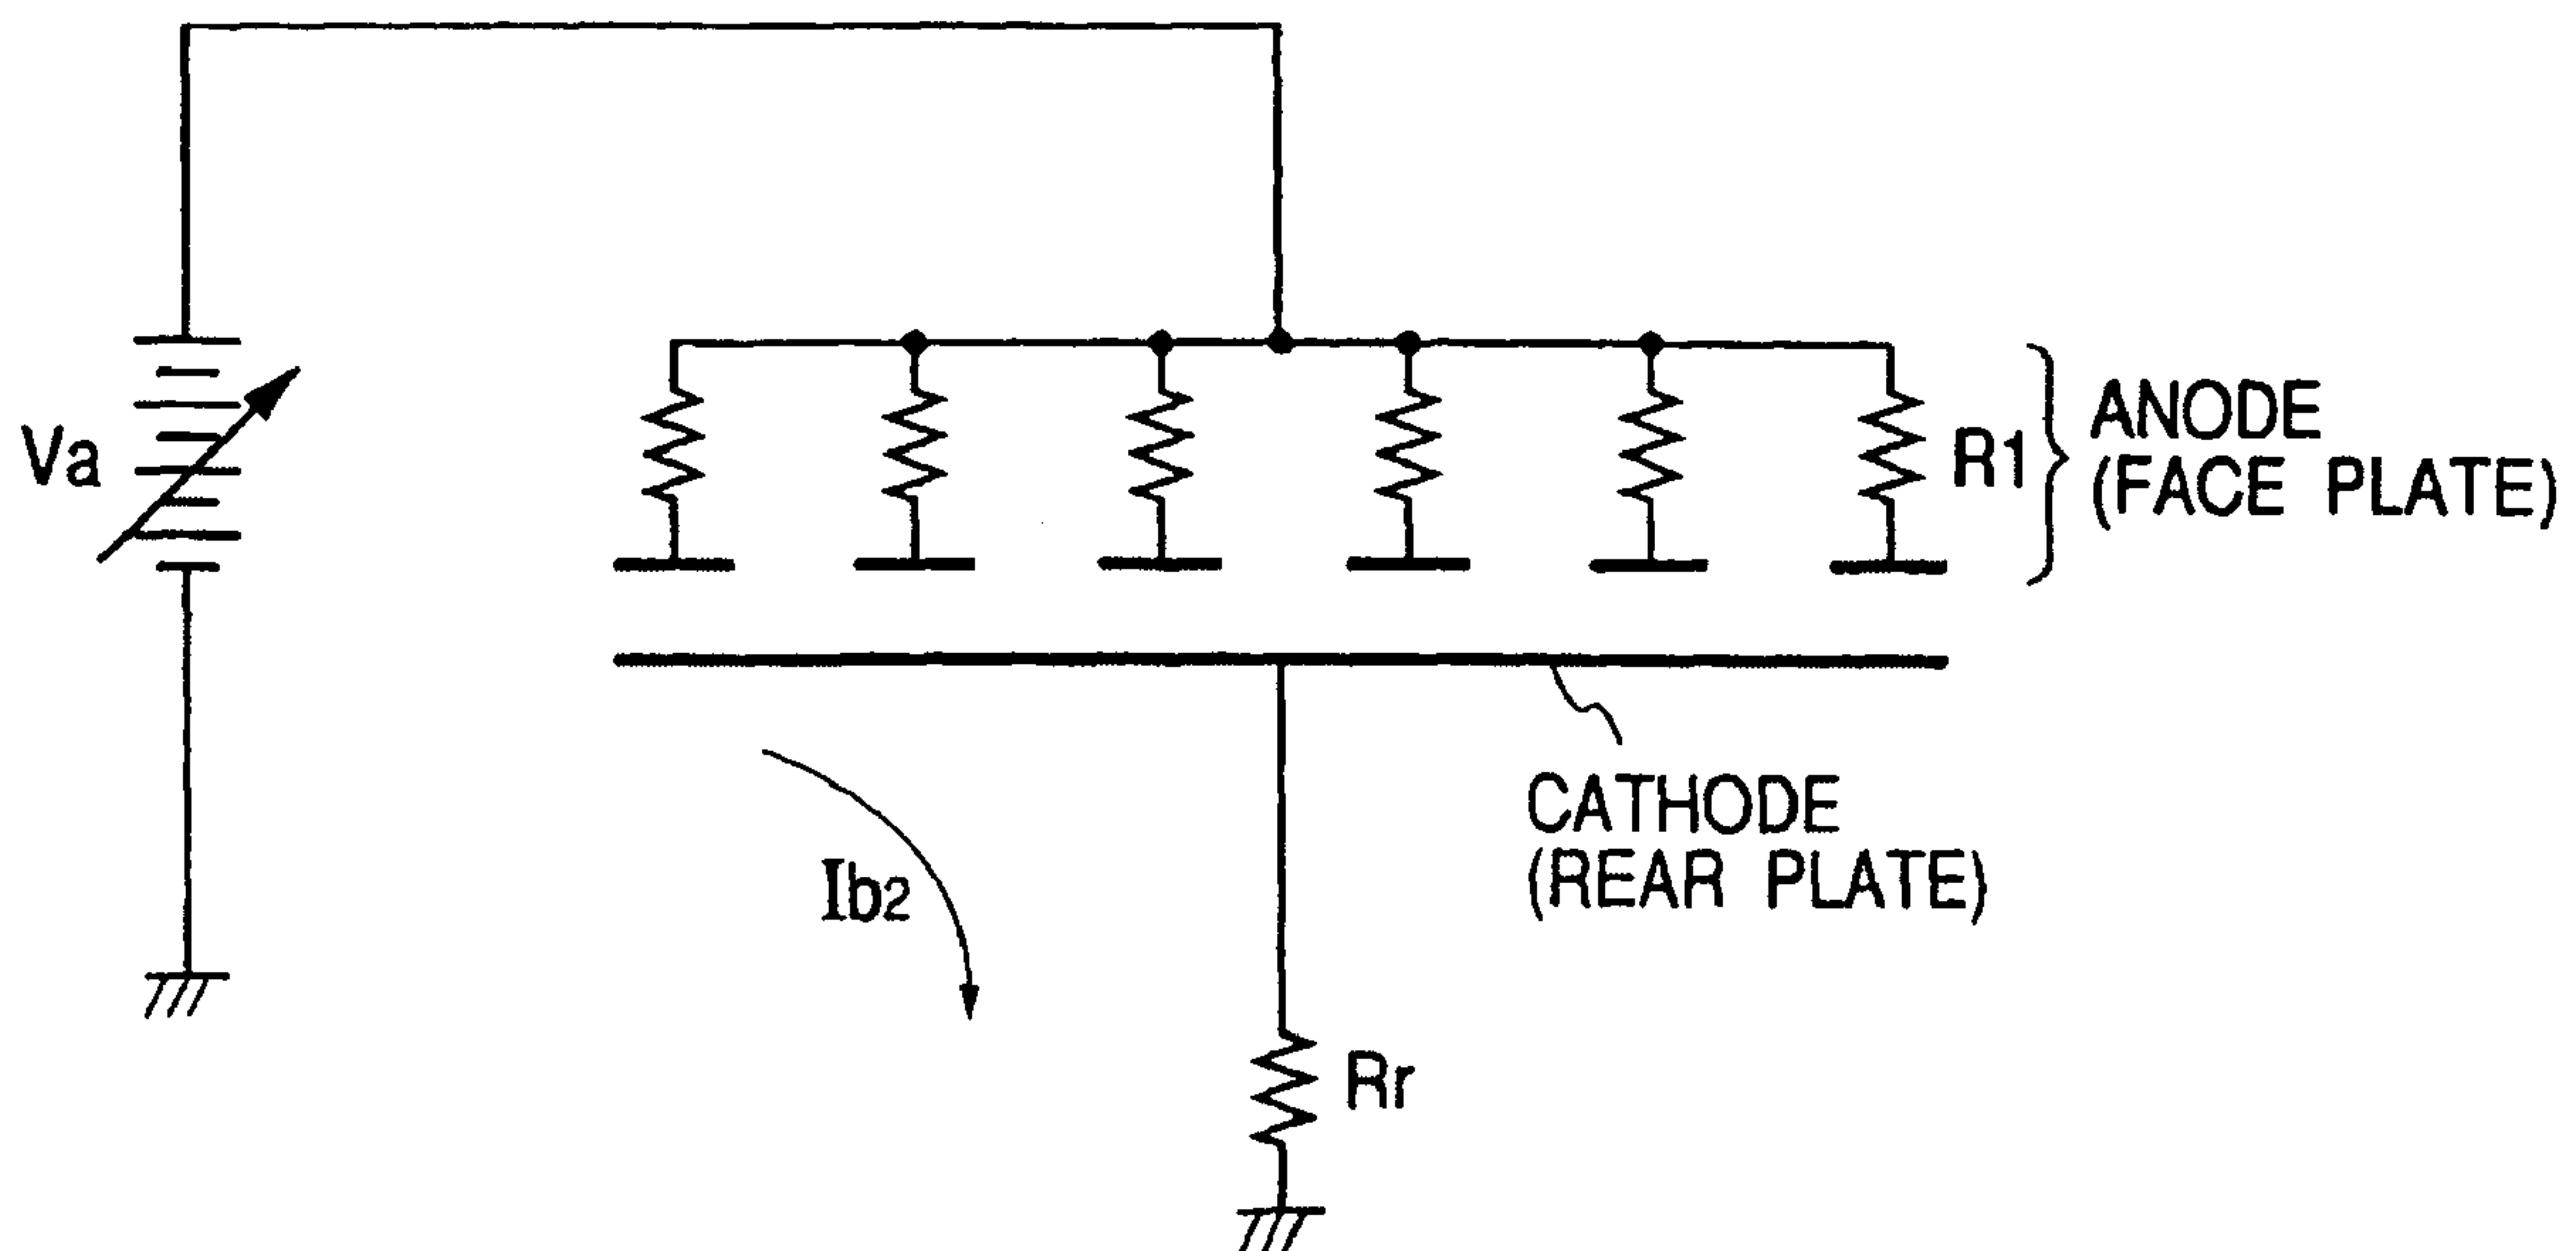 Va
R1
ANODE
(FACE PLATE)
CATHODE
(REAR PLATE)
Ib2
Rr